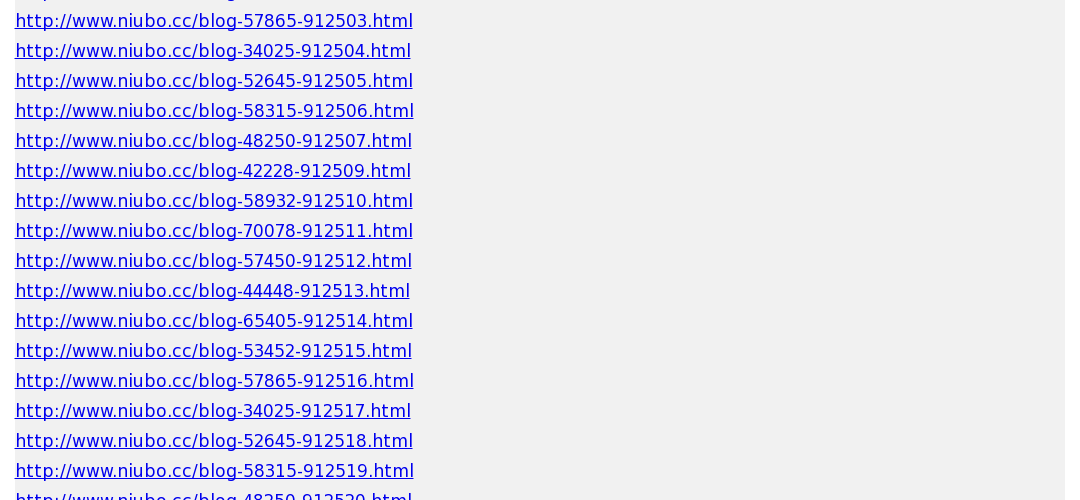 http://www.niubo.cc/blog-57865-912503.html
http://www.niubo.cc/blog-34025-912504.html
http://www.niubo.cc/blog-52645-912505.html
http://www.niubo.cc/blog-58315-912506.html
http://www.niubo.cc/blog-48250-912507.html
http://www.niubo.cc/blog-42228-912509.html
http://www.niubo.cc/blog-58932-912510.html
http://www.niubo.cc/blog-70078-912511.html
http://www.niubo.cc/blog-57450-912512.html
http://www.niubo.cc/blog-44448-912513.html
http://www.niubo.cc/blog-65405-912514.html
http://www.niubo.cc/blog-53452-912515.html
http://www.niubo.cc/blog-57865-912516.html
http://www.niubo.cc/blog-34025-912517.html
http://www.niubo.cc/blog-52645-912518.html
http://www.niubo.cc/blog-58315-912519.html
http://www.niubo.cc/blog-48250-912520.html